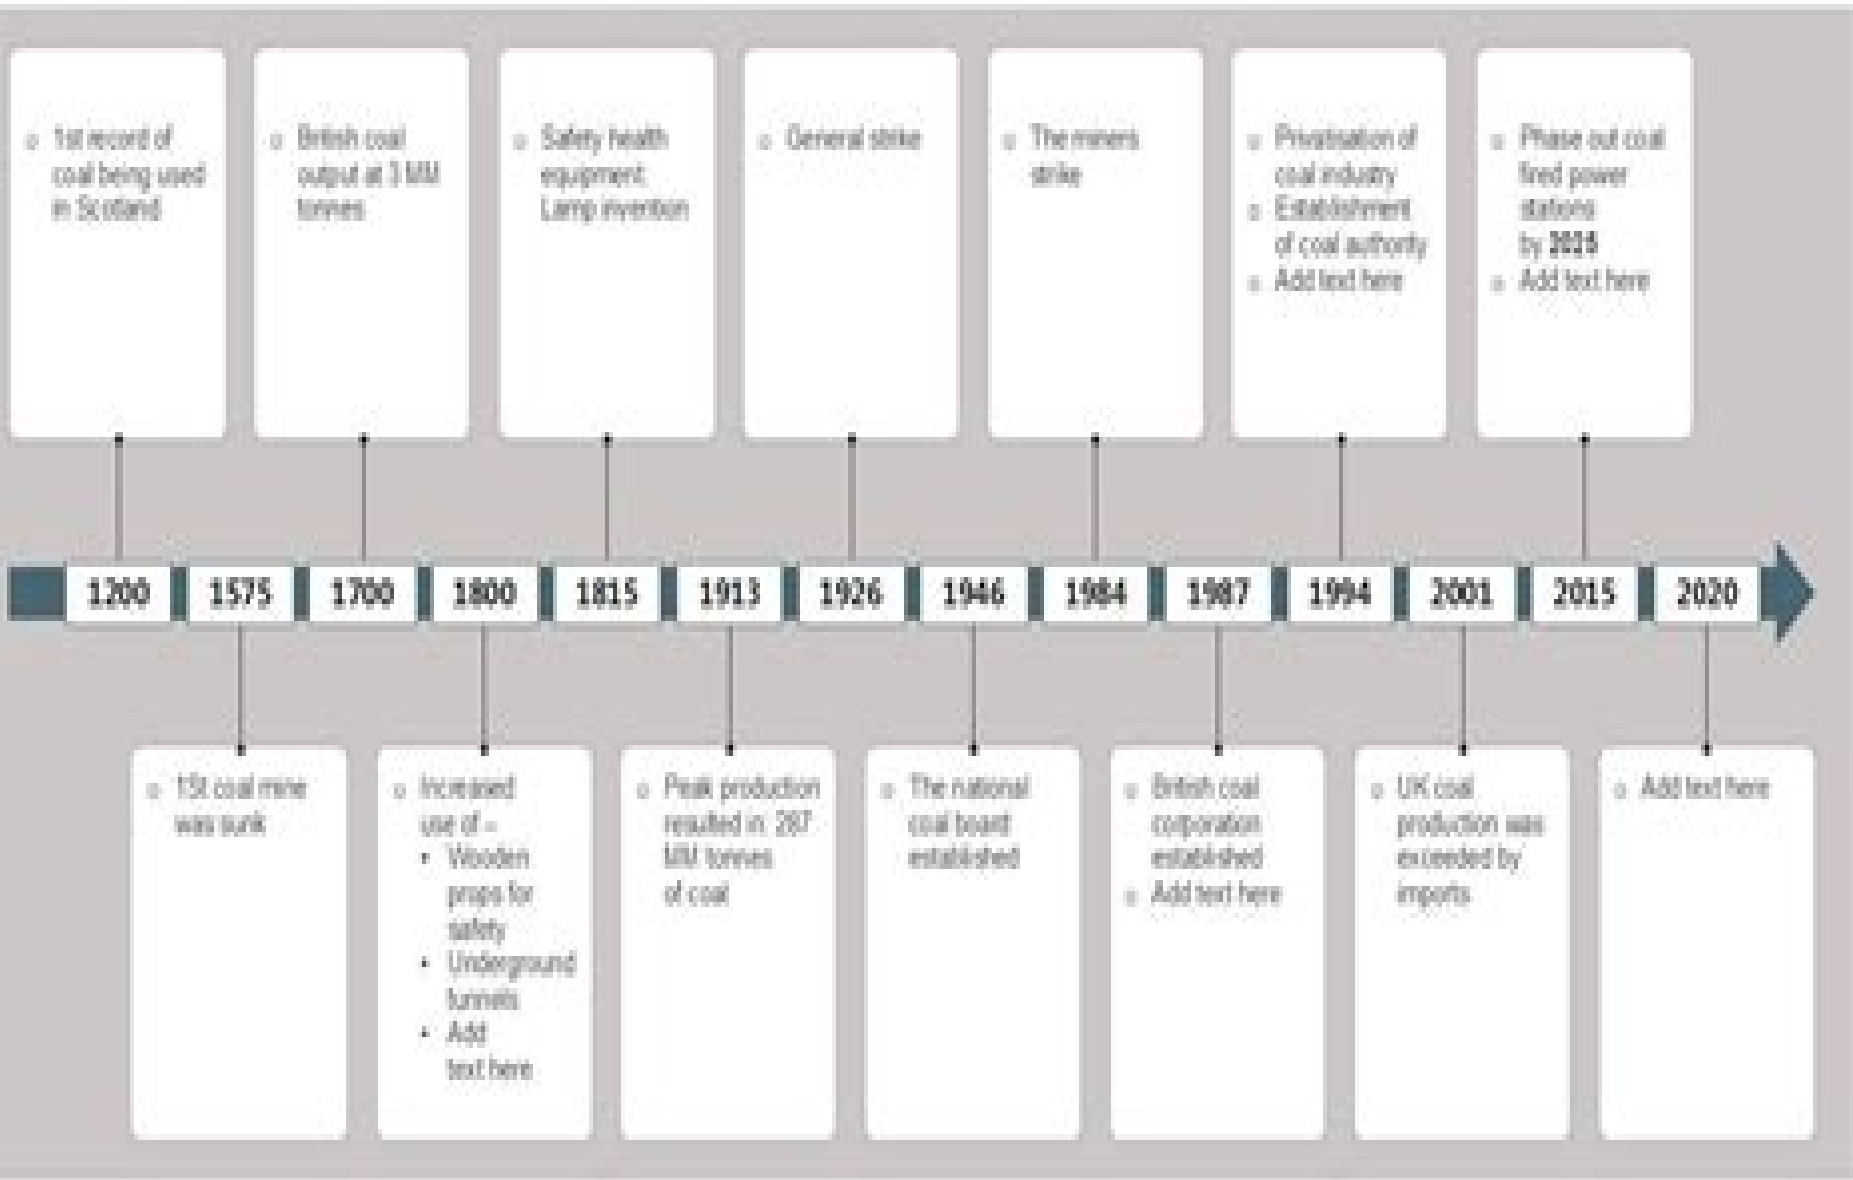 1st record of
coal being used
in Scotland
British coal
output at 3 MM
tonnes
Safety health
equipment
Lamp invention
General strike
The miners
strike
Privatisation of
coal industry
Establishment
of coal authority
Add text here
Phase out coal
fired power
stations
by 2025
Add text here
1200
1575
1700
1800
1815
1913
1926
1946
1984
1987
1994
2001
2015
2020
1St coal mine
was sunk
Increased
use of –
• Wooden
props for
safety
• Underground
tunnels
• Add
text here
Peak production
resulted in 287
MM tonnes
of coal
The national
coal board
established
British coal
corporation
established
Add text here
UK coal
production was
exceeded by
imports
Add text here